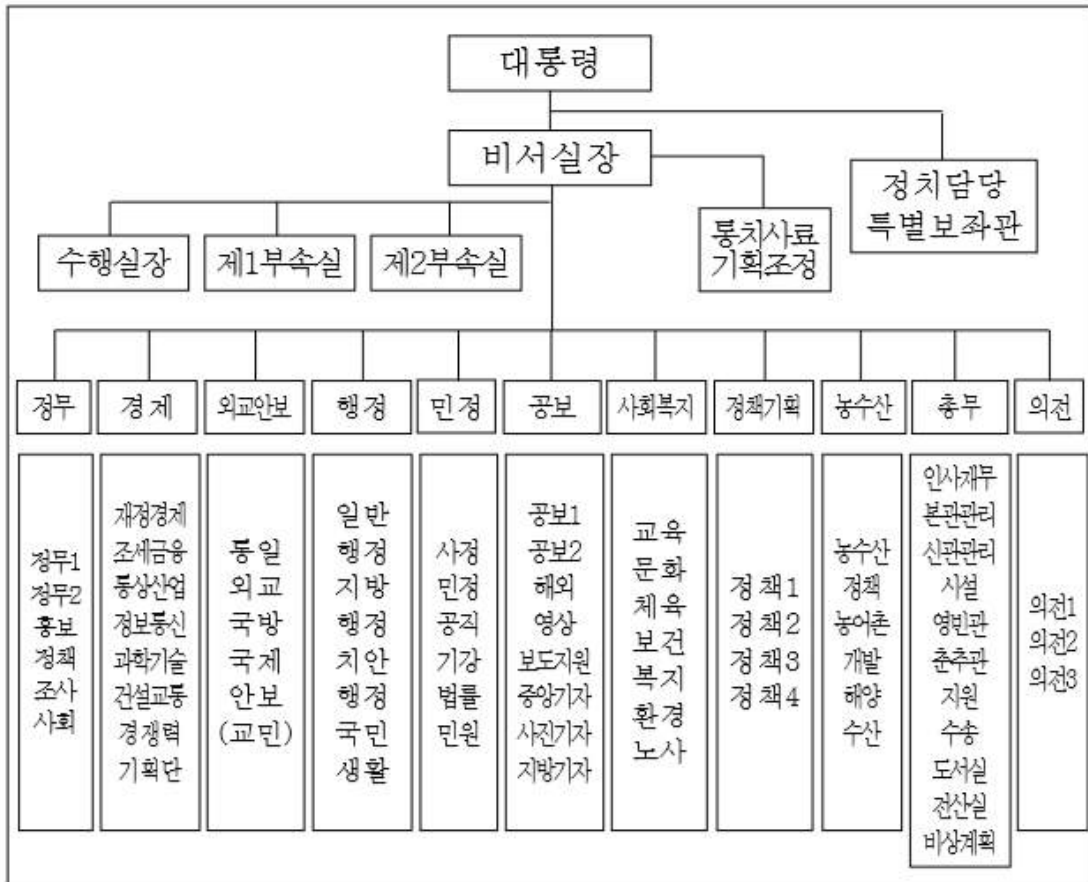 대통령
비서실장
정치담당
특별보좌관
통치사료
기획조정
수행실장
제1부속실
제2부속실
정무
경제
외교안보
행정
민정
공보
사회복지
정책기획
농수산
총무
의전
정무1
정무2
홍보
정책
조사
사회
재정경제
조세금융
통상산업
정보통신
과학기술
건설교통
경쟁력
기획단
통일
외교
국방
국제
안보
(교민)
일반
행정
지방
행정
치안
행정
국민
생활
사정
민정
공직
기강
법률
민원
공보1
공보2
해외
영상
보도지원
중앙기자
사진기자
지방기자
교육
문화
체육
보건
복지
환경
노사
정책1
정책2
정책3
정책4
농수산
정책
농어촌
개발
해양
수산
인사재무
본관관리
신관관리
시설
영빈관
춘추관
지원
수송
도서실
전산실
비상계획
의전1
의전2
의전3